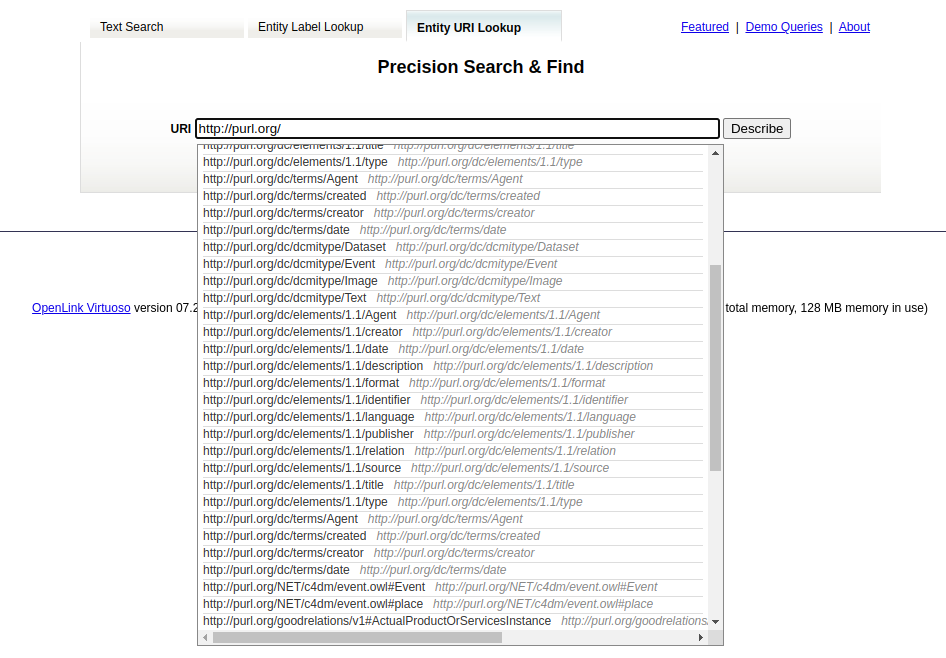 Text Search Entity Label Lookup Entity URI Lookup Featured | Demo Queries | About
Precision Search & Find
URI http://purl.org/ Describe
http://purl.org/dc/elements/1.1/title http://purl.org/dc/elements/1.1/title
http://purl.org/dc/elements/1.1/type http://purl.org/dc/elements/1.1/type
http://purl.org/dc/terms/Agent http://purl.org/dc/terms/Agent
http://purl.org/dc/terms/created http://purl.org/dc/terms/created
http://purl.org/dc/terms/creator http://purl.org/dc/terms/creator
http://purl.org/dc/terms/date http://purl.org/dc/terms/date
http://purl.org/dc/dcmitype/Dataset http://purl.org/dc/dcmitype/Dataset
http://purl.org/dc/dcmitype/Event http://purl.org/dc/dcmitype/Event
http://purl.org/dc/dcmitype/Image http://purl.org/dc/dcmitype/Image
http://purl.org/dc/dcmitype/Text http://purl.org/dc/dcmitype/Text
http://purl.org/dc/elements/1.1/Agent http://purl.org/dc/elements/1.1/Agent
OpenLink Virtuoso version 07.2 total memory, 128 MB memory in use)
http://purl.org/dc/elements/1.1/creator http://purl.org/dc/elements/1.1/creator
http://purl.org/dc/elements/1.1/date http://purl.org/dc/elements/1.1/date
http://purl.org/dc/elements/1.1/description http://purl.org/dc/elements/1.1/description
http://purl.org/dc/elements/1.1/format http://purl.org/dc/elements/1.1/format
http://purl.org/dc/elements/1.1/identifier http://purl.org/dc/elements/1.1/identifier
http://purl.org/dc/elements/1.1/language http://purl.org/dc/elements/1.1/language
http://purl.org/dc/elements/1.1/publisher http://purl.org/dc/elements/1.1/publisher
http://purl.org/dc/elements/1.1/relation http://purl.org/dc/elements/1.1/relation
http://purl.org/dc/elements/1.1/source http://purl.org/dc/elements/1.1/source
http://purl.org/dc/elements/1.1/title http://purl.org/dc/elements/1.1/title
http://purl.org/dc/elements/1.1/type http://purl.org/dc/elements/1.1/type
http://purl.org/dc/terms/Agent http://purl.org/dc/terms/Agent
http://purl.org/dc/terms/created http://purl.org/dc/terms/created
http://purl.org/dc/terms/creator http://purl.org/dc/terms/creator
http://purl.org/dc/terms/date http://purl.org/dc/terms/date
http://purl.org/NET/c4dm/event.owl#Event http://purl.org/NET/c4dm/event.owl#Event
http://purl.org/NET/c4dm/event.owl#place http://purl.org/NET/c4dm/event.owl#place
http://purl.org/goodrelations/v1#ActualProductOrServicesInstance http://purl.org/goodrelations/